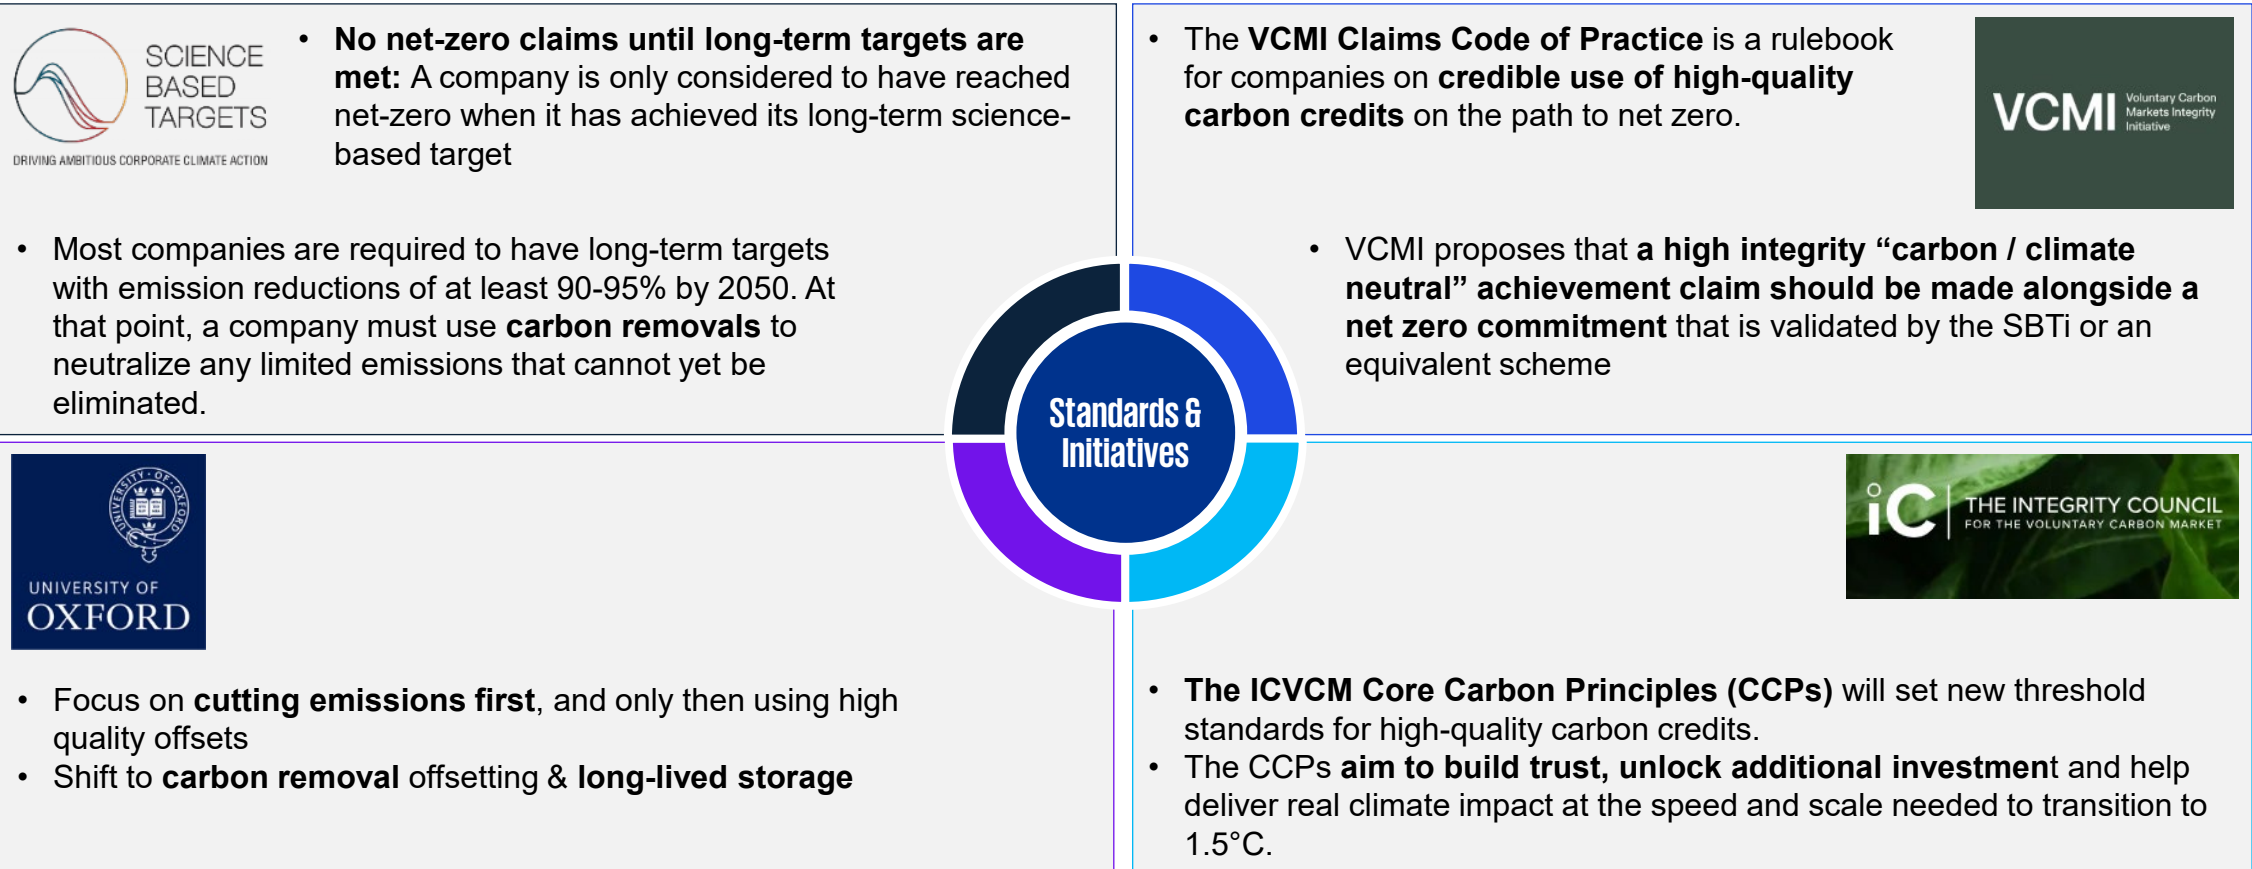 SCIENCE
BASED
TARGETS
DRIVING AMBITIOUS CORPORATE CLIMATE ACTION
• No net-zero claims until long-term targets are
met: A company is only considered to have reached
net-zero when it has achieved its long-term science-
based target
• Most companies are required to have long-term targets
with emission reductions of at least 90-95% by 2050. At
that point, a company must use carbon removals to
neutralize any limited emissions that cannot yet be
eliminated.
• The VCMI Claims Code of Practice is a rulebook
for companies on credible use of high-quality
carbon credits on the path to net zero.
VCMI
Voluntary Carbon
Markets Integrity
Initiative
• VCMI proposes that a high integrity “carbon / climate
neutral” achievement claim should be made alongside a
net zero commitment that is validated by the SBTi or an
equivalent scheme
Standards &
Initiatives
UNIVERSITY OF OXFORD
UNIVERSITY OF
OXFORD
• Focus on cutting emissions first, and only then using high
quality offsets
• Shift to carbon removal offsetting & long-lived storage
iC
THE INTEGRITY COUNCIL
FOR THE VOLUNTARY CARBON MARKET
• The ICVCM Core Carbon Principles (CCPs) will set new threshold
standards for high-quality carbon credits.
• The CCPs aim to build trust, unlock additional investment and help
deliver real climate impact at the speed and scale needed to transition to
1.5°C.